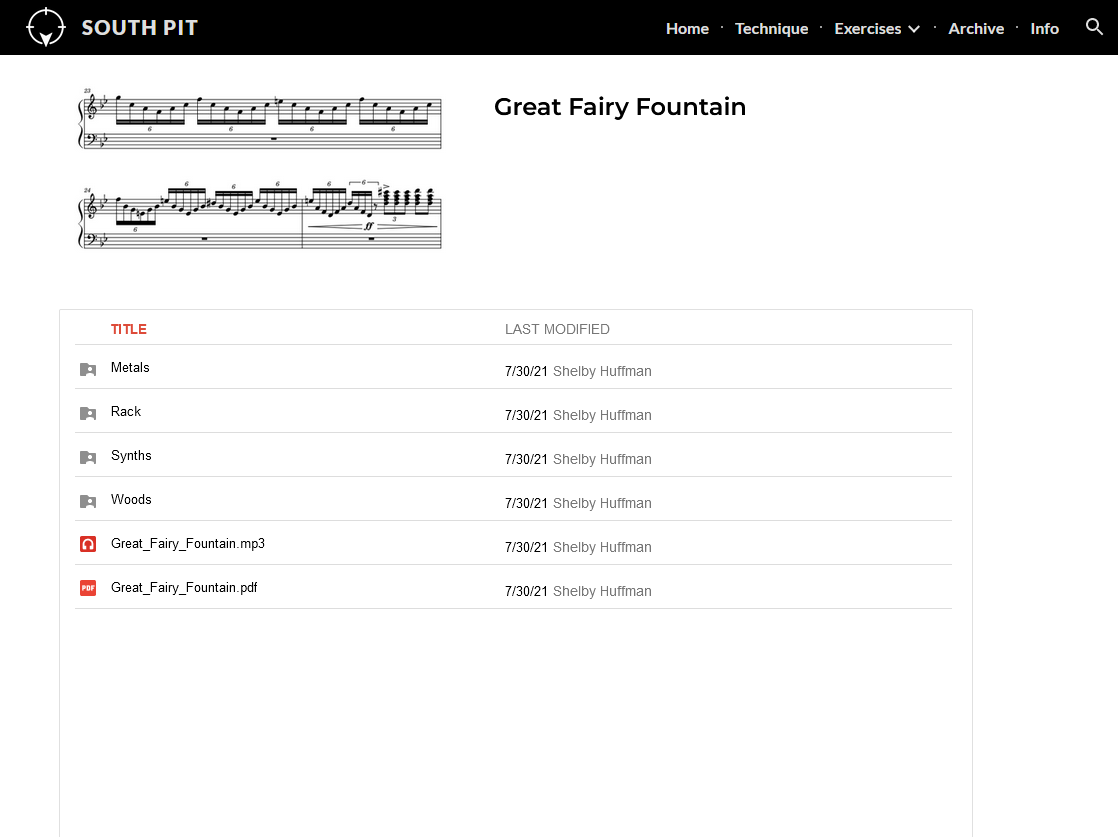 SOUTH PIT
Home · Technique · Exercises · Archive · Info
23
6 6 6 6
Great Fairy Fountain
24
6 6 6 6 6
6 3
ff
TITLE LAST MODIFIED
Metals 7/30/21 Shelby Huffman
Rack 7/30/21 Shelby Huffman
Synths 7/30/21 Shelby Huffman
Woods 7/30/21 Shelby Huffman
Great_Fairy_Fountain.mp3 7/30/21 Shelby Huffman
PDF Great_Fairy_Fountain.pdf 7/30/21 Shelby Huffman